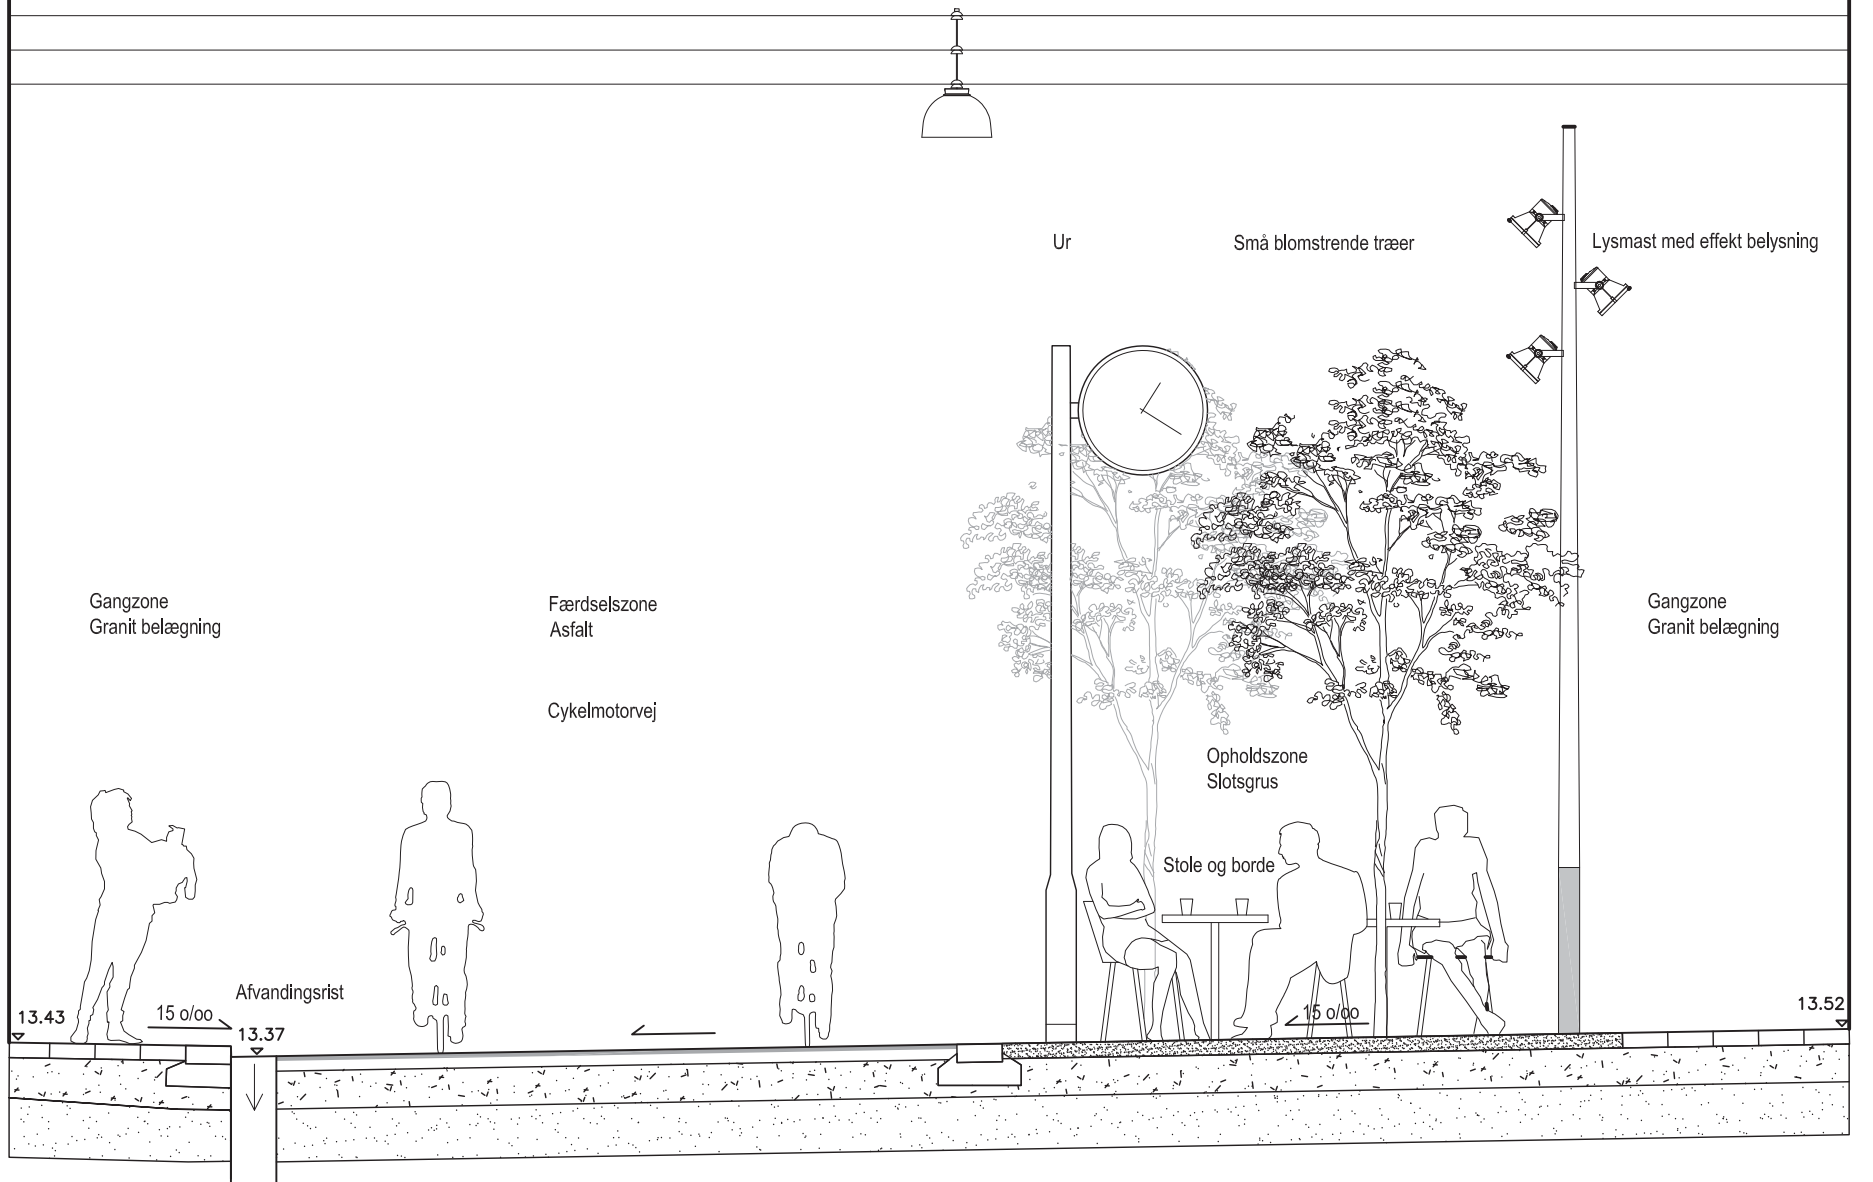 Ur
Små blomstrende træer
Lysmast med effekt belysning
Gangzone
Granit belægning
Færdselszone
Asfalt
Gangzone
Granit belægning
Cykelmotorvej
Opholdszone
Slotsgrus
Stole og borde
Afvandingsrist
13.43
15 o/oo
13.37
15 o/oo
13.52